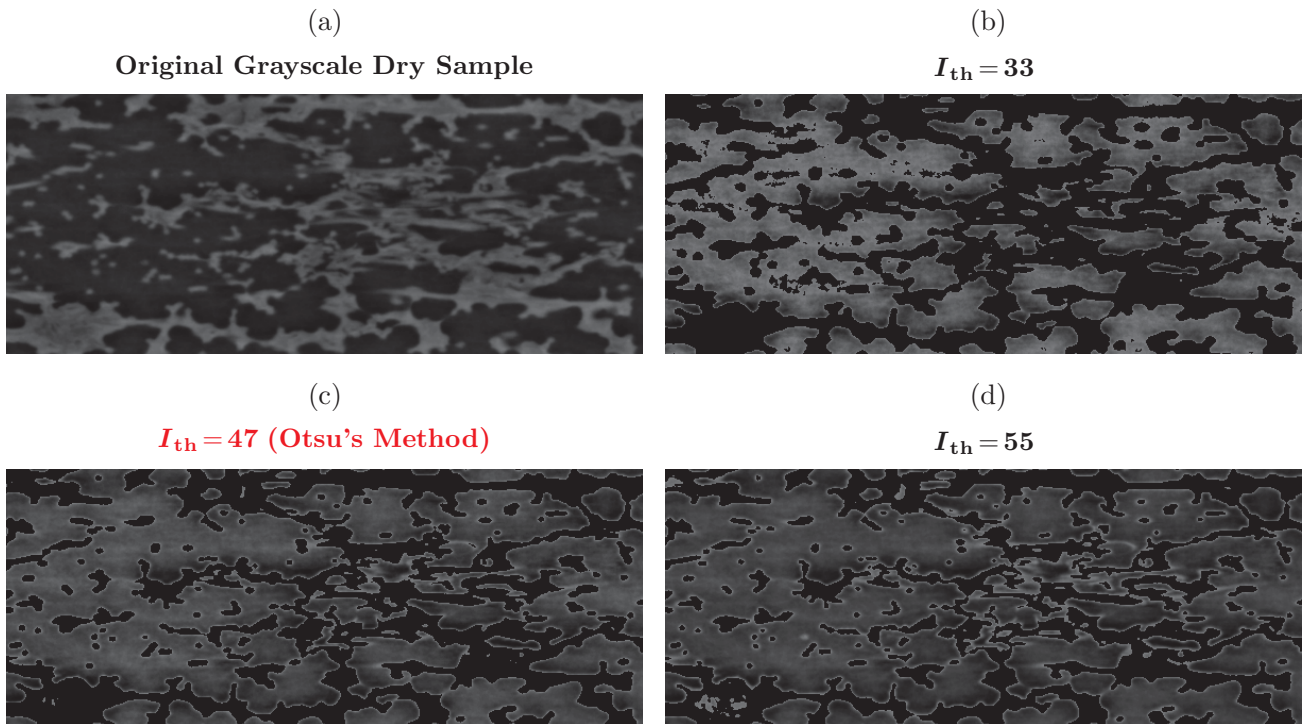 (a)
Original Grayscale Dry Sample
(b)
I_th = 33
(c)
I_th = 47 (Otsu's Method)
(d)
I_th = 55